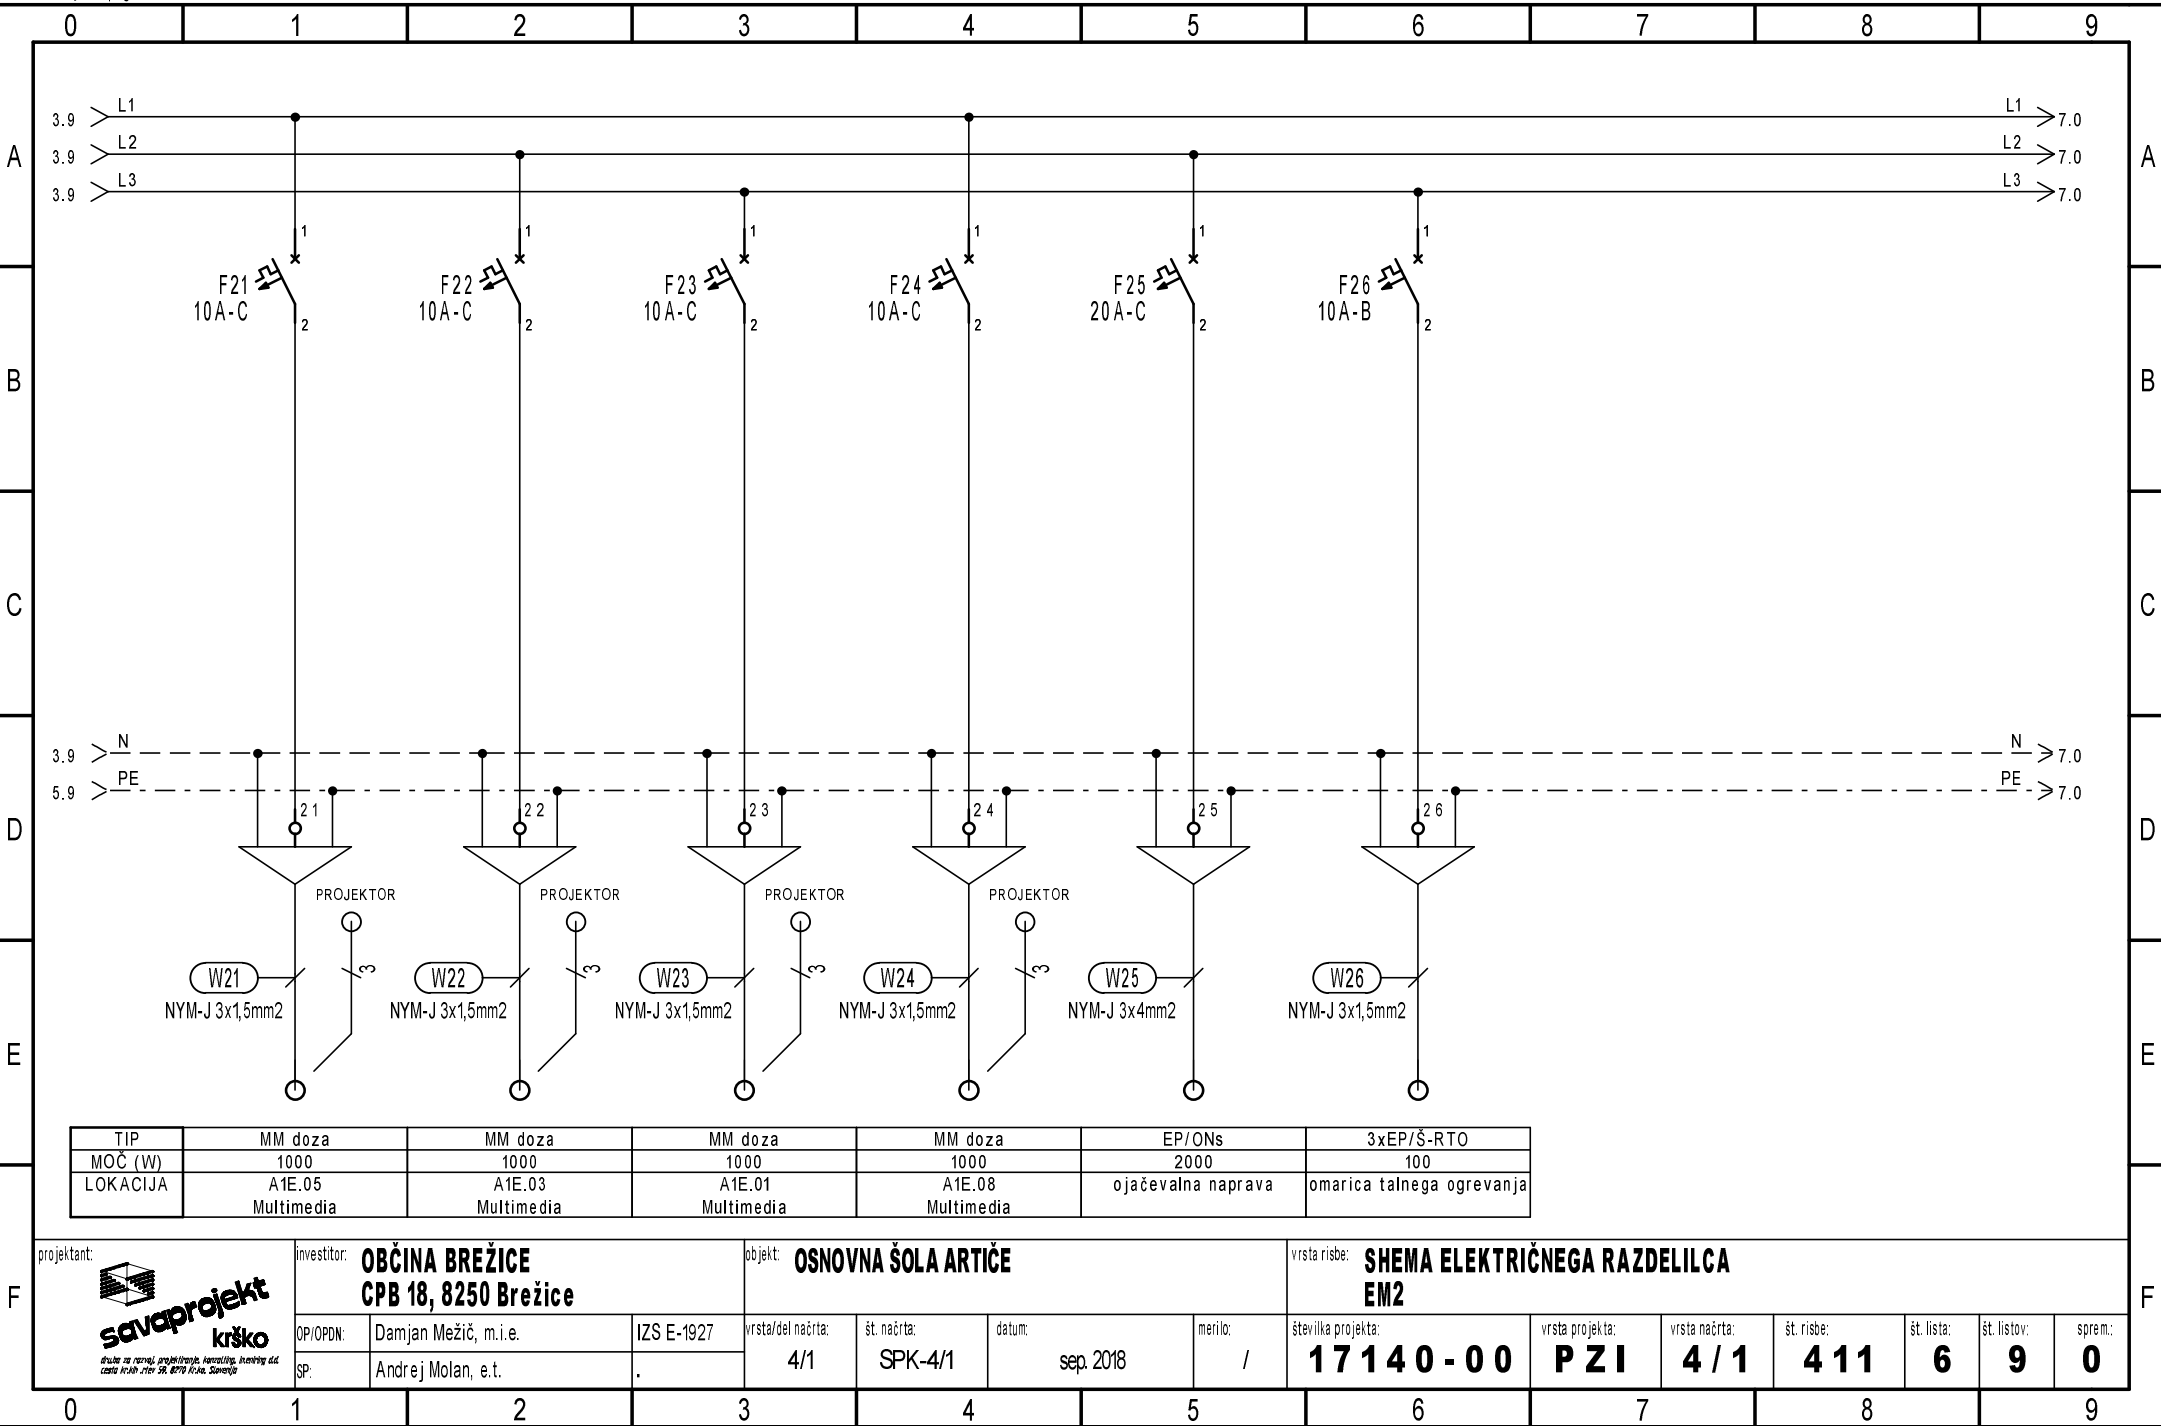 0 1 2 3 4 5 6 7 8 9
3.9 L1 L1 7.0
A 3.9 L2 L2 7.0 A
3.9 L3 L3 7.0
1 1 1 1 1 1
F21 F22 F23 F24 F25 F26
10A-C 10A-C 10A-C 10A-C 20A-C 10A-B
2 2 2 2 2 2
B B
C C
3.9 N N 7.0
5.9 PE PE 7.0
21 22 23 24 25 26
D D
PROJEKTOR PROJEKTOR PROJEKTOR PROJEKTOR
W21 3 W22 3 W23 3 W24 3 W25 W26
NYM-J 3x1,5mm2 NYM-J 3x1,5mm2 NYM-J 3x1,5mm2 NYM-J 3x1,5mm2 NYM-J 3x4mm2 NYM-J 3x1,5mm2
E E
TIP MM doza MM doza MM doza MM doza EP/ONs 3xEP/Š-RTO
MOČ (W) 1000 1000 1000 1000 2000 100
LOKACIJA A1E.05 A1E.03 A1E.01 A1E.08 ojačevalna naprava omarica talnega ogrevanja
Multimedia Multimedia Multimedia Multimedia
projektant: investitor: OBČINA BREŽICE objekt: OSNOVNA ŠOLA ARTIČE vrsta risbe: SHEMA ELEKTRIČNEGA RAZDELILCA
F CPB 18, 8250 Brežice EM2 F
savaprojekt
krško
OP/OPDN: Damjan Mežič, m.i.e. IZS E-1927 vrsta/del načrta: št. načrta: datum: merilo: številka projekta: vrsta projekta: vrsta načrta: št. risbe: št. lista: št. listov: sprem.:
SP: Andrej Molan, e.t. . 4/1 SPK-4/1 sep. 2018 / 17140-00 PZI 4/1 411 6 9 0
0 1 2 3 4 5 6 7 8 9